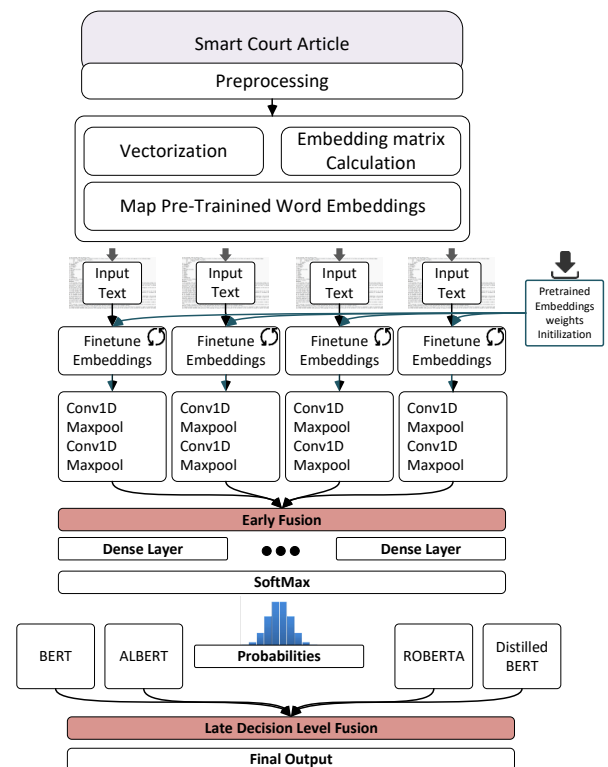 Smart Court Article
Preprocessing
Vectorization
Embedding matrix
Calculation
Map Pre-Trainined Word Embeddings
Input
Text
Input
Text
Input
Text
Input
Text
Pretrained
Embeddings
weights
Initilization
Finetune
Embeddings
Finetune
Embeddings
Finetune
Embeddings
Finetune
Embeddings
Conv1D
Maxpool
Conv1D
Maxpool
Conv1D
Maxpool
Conv1D
Maxpool
Conv1D
Maxpool
Conv1D
Maxpool
Conv1D
Maxpool
Conv1D
Maxpool
Early Fusion
Dense Layer
Dense Layer
SoftMax
BERT
ALBERT
Probabilities
ROBERTA
Distilled
BERT
Late Decision Level Fusion
Final Output